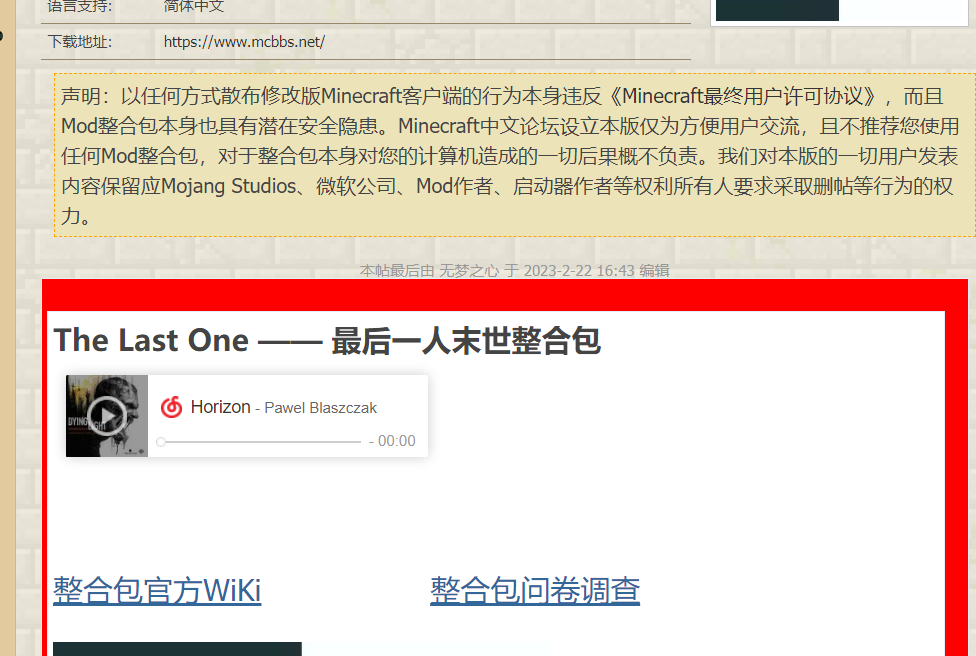 语言支持: 简体中文
下载地址: https://www.mcbbs.net/
声明：以任何方式散布修改版Minecraft客户端的行为本身违反《Minecraft最终用户许可协议》，而且
Mod整合包本身也具有潜在安全隐患。Minecraft中文论坛设立本版仅为方便用户交流，且不推荐您使用
任何Mod整合包，对于整合包本身对您的计算机造成的一切后果概不负责。我们对本版的一切用户发表
内容保留应Mojang Studios、微软公司、Mod作者、启动器作者等权利所有人要求采取删帖等行为的权
力。
本帖最后由 无梦之心 于 2023-2-22 16:43 编辑
The Last One —— 最后一人末世整合包
DYING LIGHT
Horizon - Pawel Blaszczak
- 00:00
整合包官方WiKi 整合包问卷调查